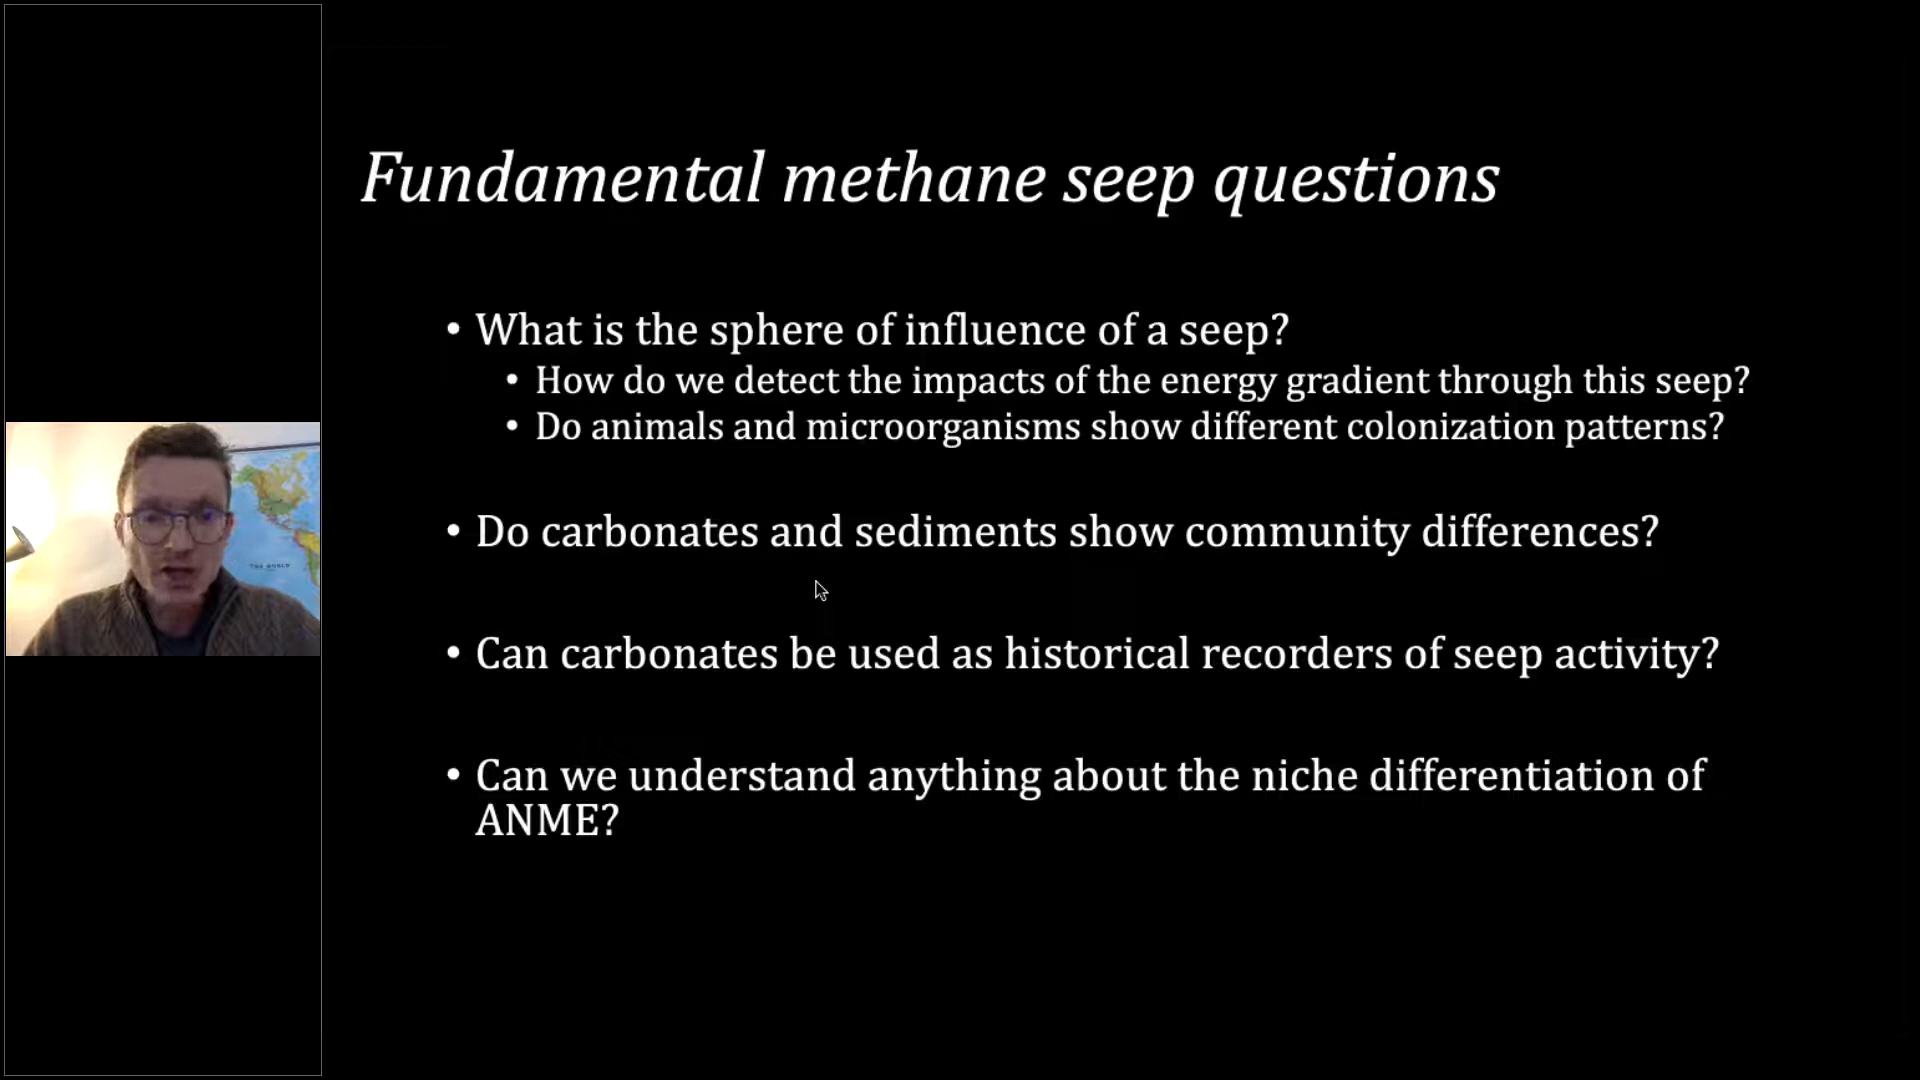 Fundamental methane seep questions
• What is the sphere of influence of a seep?
• How do we detect the impacts of the energy gradient through this seep?
• Do animals and microorganisms show different colonization patterns?
• Do carbonates and sediments show community differences?
• Can carbonates be used as historical recorders of seep activity?
• Can we understand anything about the niche differentiation of
ANME?
THE WORLD